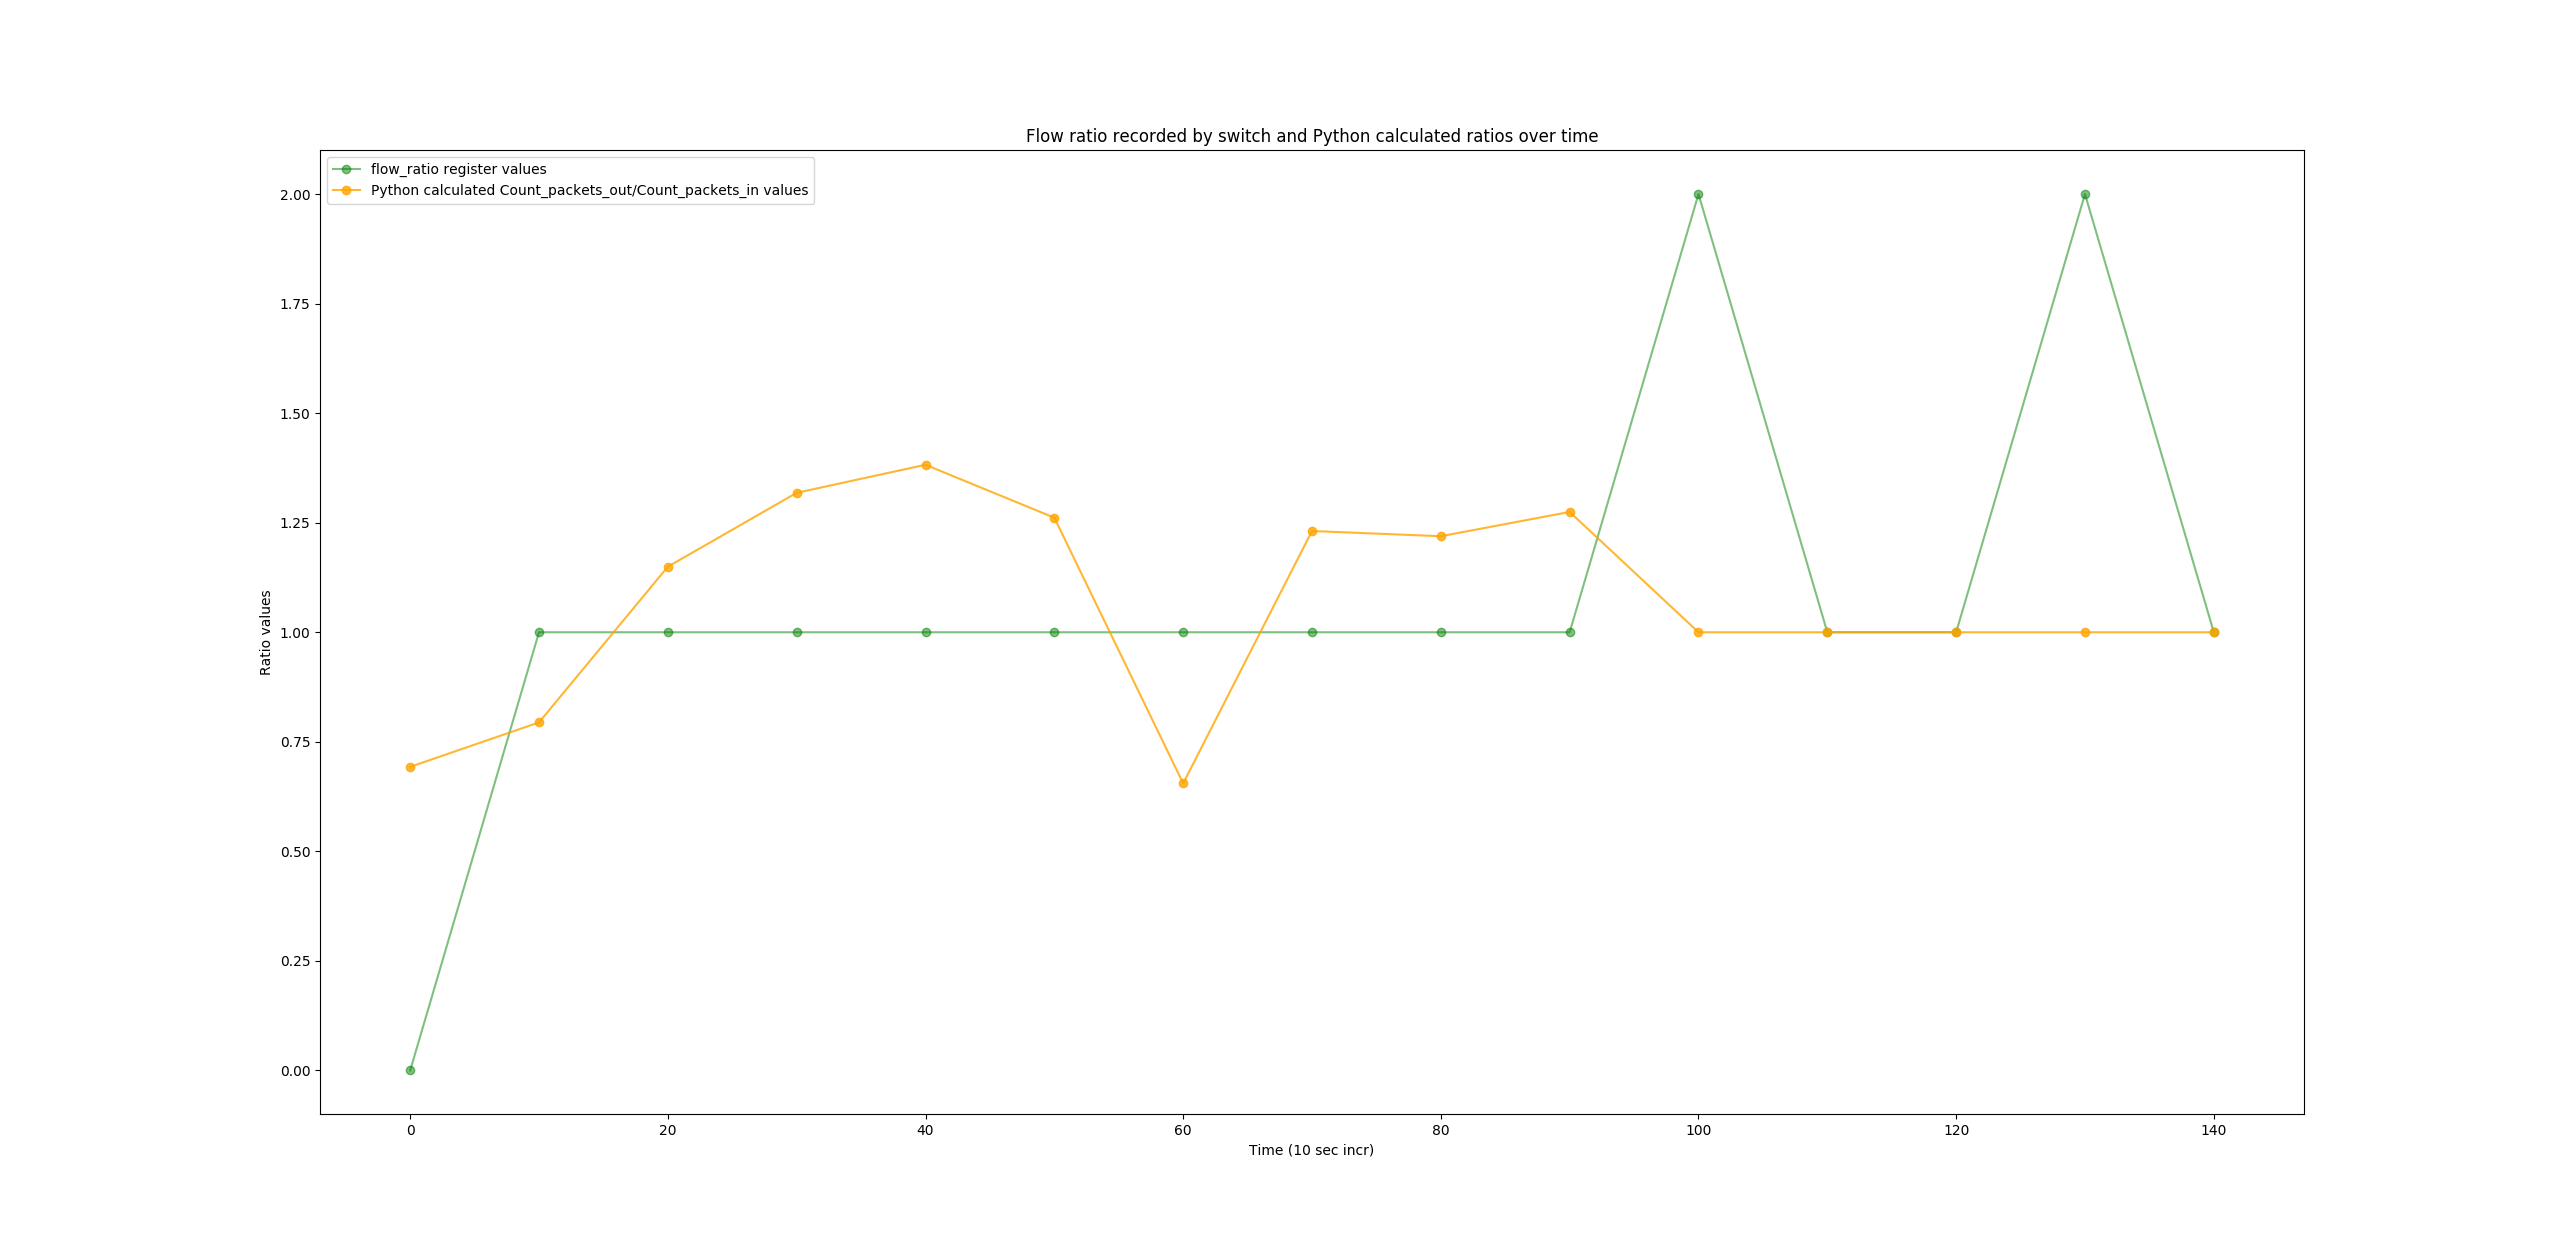 Flow ratio recorded by switch and Python calculated ratios over time
flow_ratio register values
Python calculated Count_packets_out/Count_packets_in values
2.00
1.75
1.50
1.25
1.00
0.75
0.50
0.25
0.00
Ratio values
0 20 40 60 80 100 120 140
Time (10 sec incr)